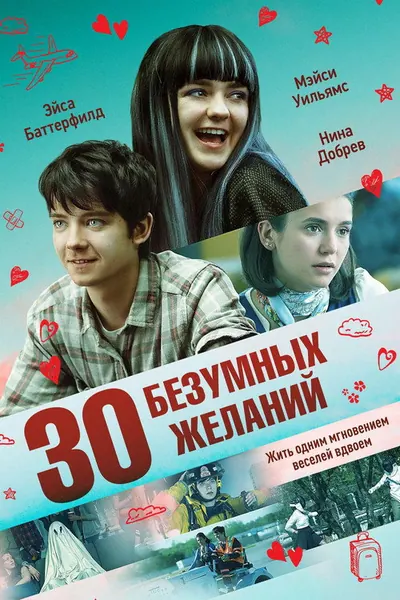 Эйса
Баттерфилд
Мэйси
Уильямс
Нина
Добрев
30 БЕЗУМНЫХ
ЖЕЛАНИЙ
Жить одним мгновением
веселей вдвоем